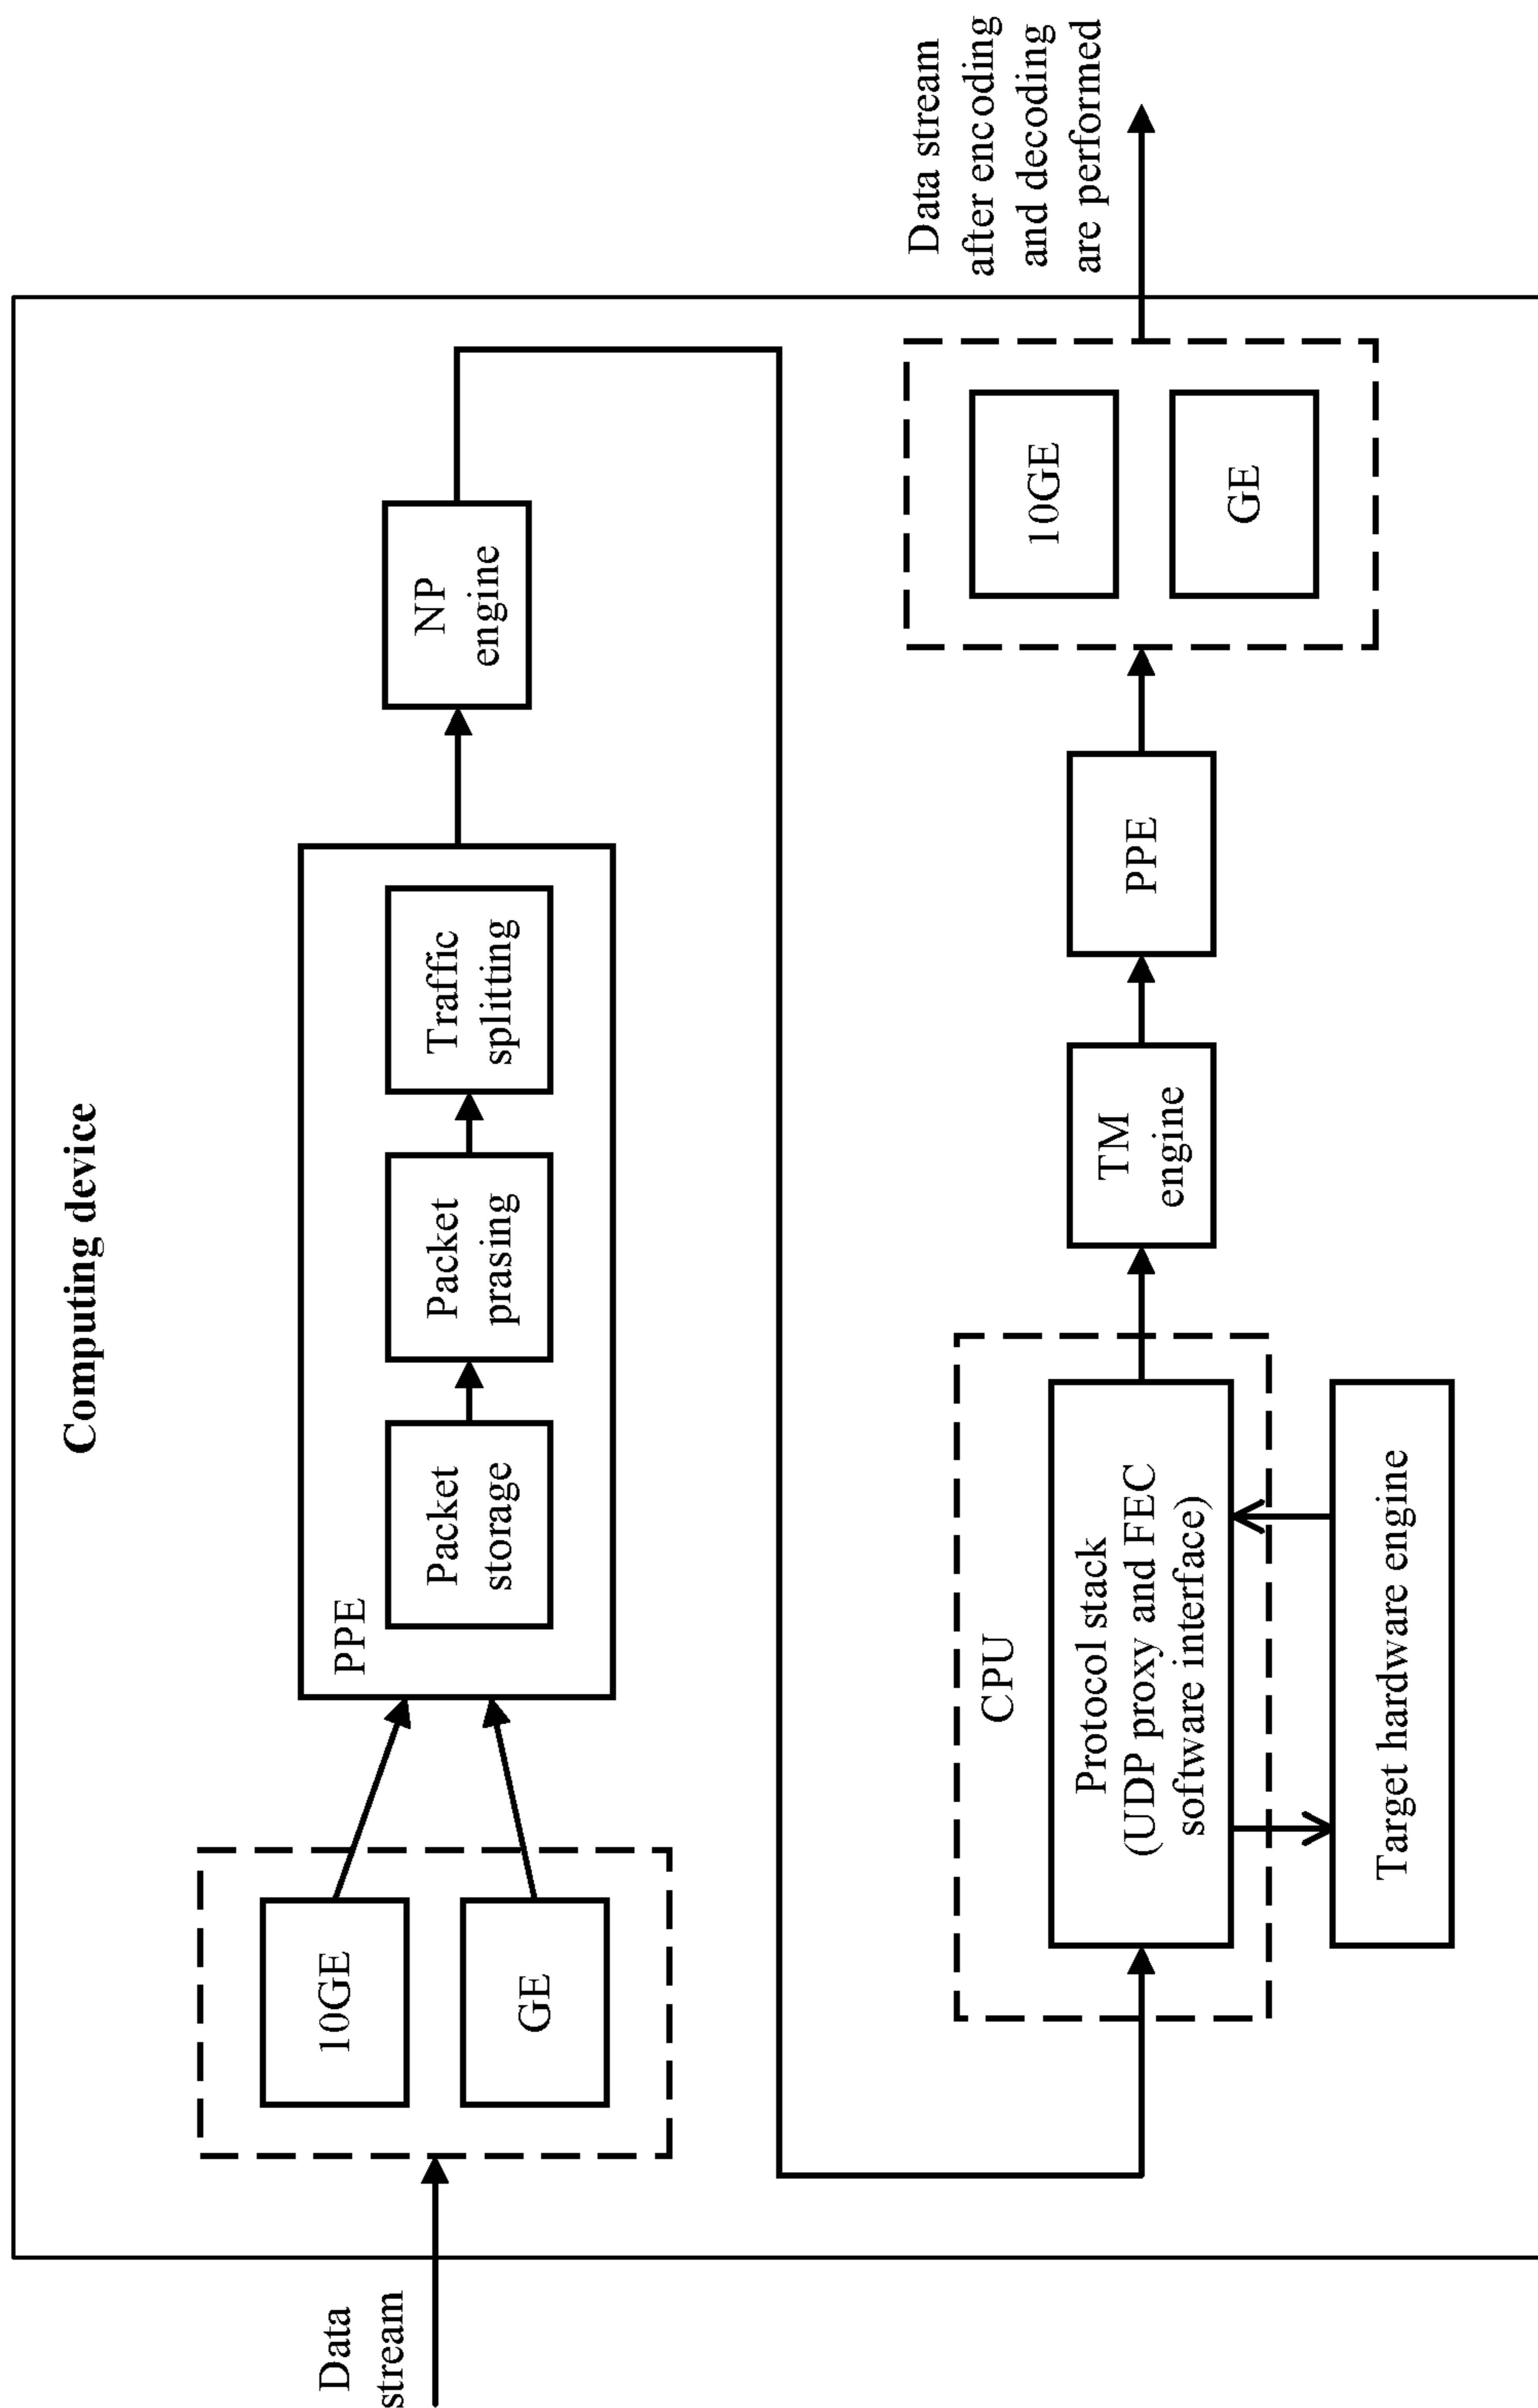 Computing device
Data
stream
10GE
GE
PPE
Packet
storage
Packet
prasing
Traffic
splitting
NP
engine
CPU
Protocol stack
(UDP proxy and FEC
software interface)
Target hardware engine
TM
engine
PPE
10GE
GE
Data stream
after encoding
and decoding
are performed